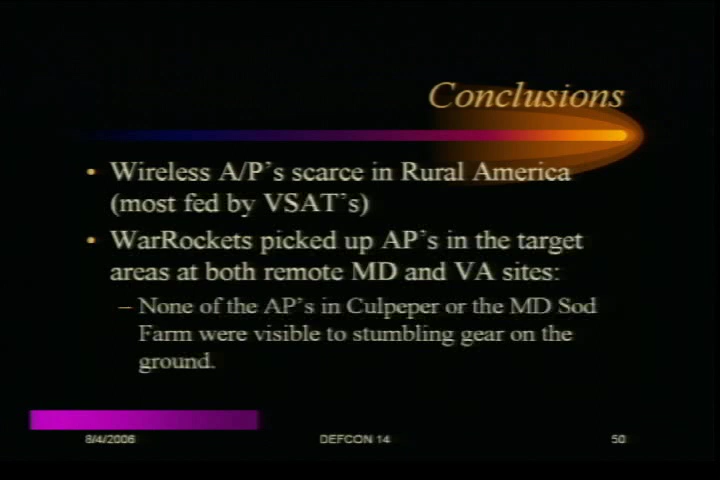 Conclusions
• Wireless A/P's scarce in Rural America
(most fed by VSAT's)
• WarRockets picked up AP's in the target
areas at both remote MD and VA sites:
– None of the AP's in Culpeper or the MD Sod
Farm were visible to stumbling gear on the
ground.
8/4/2006 DEFCON 14 50